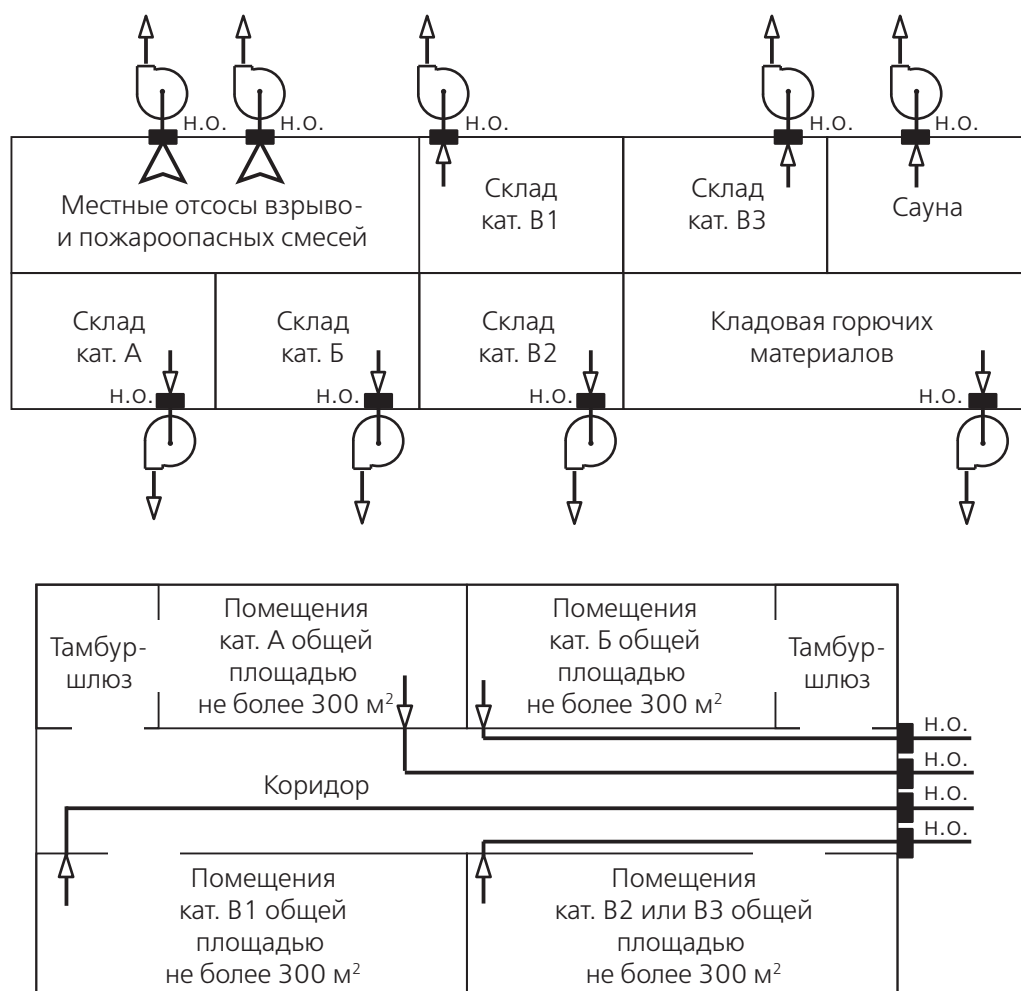 н.о.
н.о.
н.о.
н.о.
н.о.
Местные отсосы взрыво-
и пожароопасных смесей
Склад
кат. В1
Склад
кат. В3
Сауна
Склад
кат. А
Склад
кат. Б
Склад
кат. В2
Кладовая горючих
материалов
н.о.
н.о.
н.о.
н.о.
Тамбур-
шлюз
Помещения
кат. А общей
площадью
не более 300 м²
Помещения
кат. Б общей
площадью
не более 300 м²
Тамбур-
шлюз
н.о.
н.о.
н.о.
н.о.
Коридор
Помещения
кат. В1 общей
площадью
не более 300 м²
Помещения
кат. В2 или В3 общей
площадью
не более 300 м²